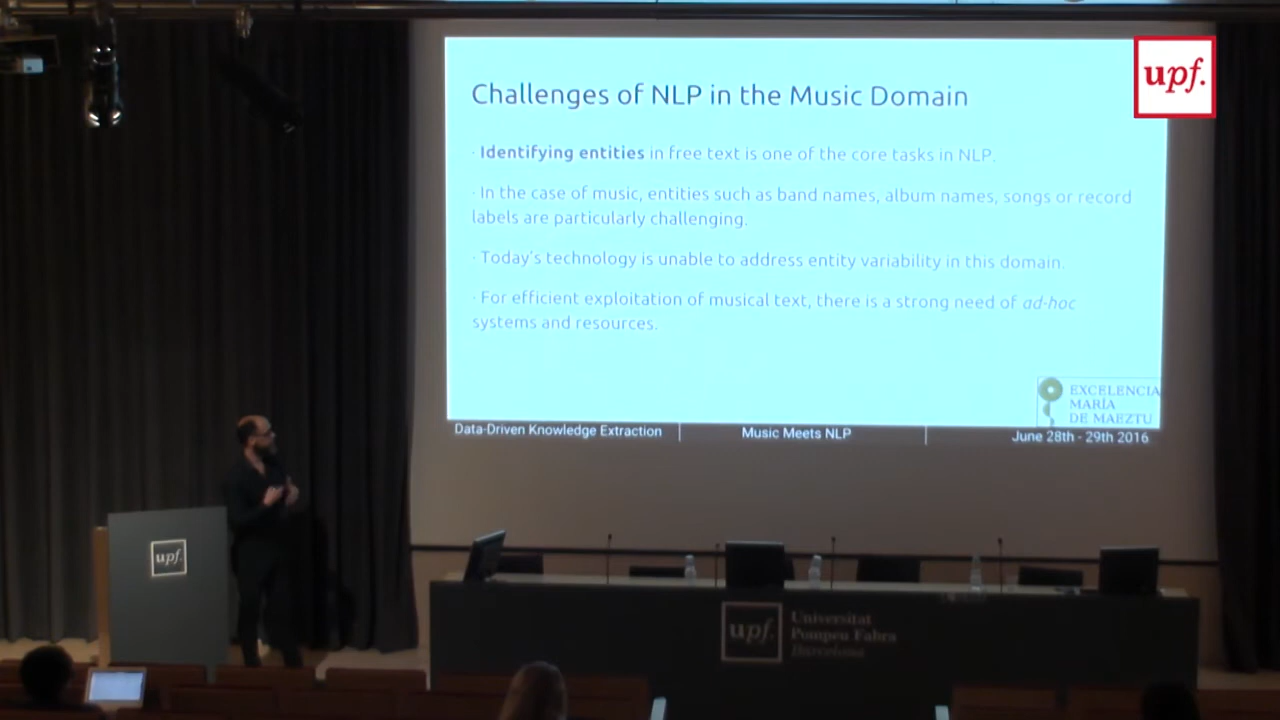 upf.
Challenges of NLP in the Music Domain
· Identifying entities in free text is one of the core tasks in NLP.
· In the case of music, entities such as band names, album names, songs or record
labels are particularly challenging.
· Today's technology is unable to address entity variability in this domain.
· For efficient exploitation of musical text, there is a strong need of ad-hoc
systems and resources.
EXCELENCIA
MARÍA
DE MAEZTU
Data-Driven Knowledge Extraction | Music Meets NLP | June 28th - 29th 2016
upf.
upf.
Universitat
Pompeu Fabra
Barcelona